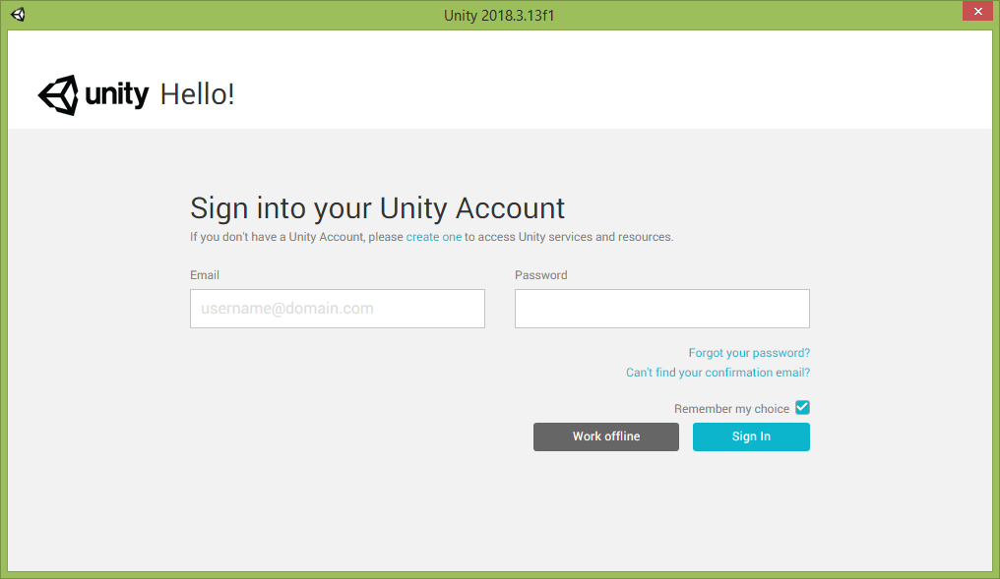 Unity 2018.3.13f1
unity Hello!
Sign into your Unity Account
If you don't have a Unity Account, please create one to access Unity services and resources.
Email
Password
username@domain.com
Forgot your password?
Can't find your confirmation email?
Remember my choice
Work offline
Sign In